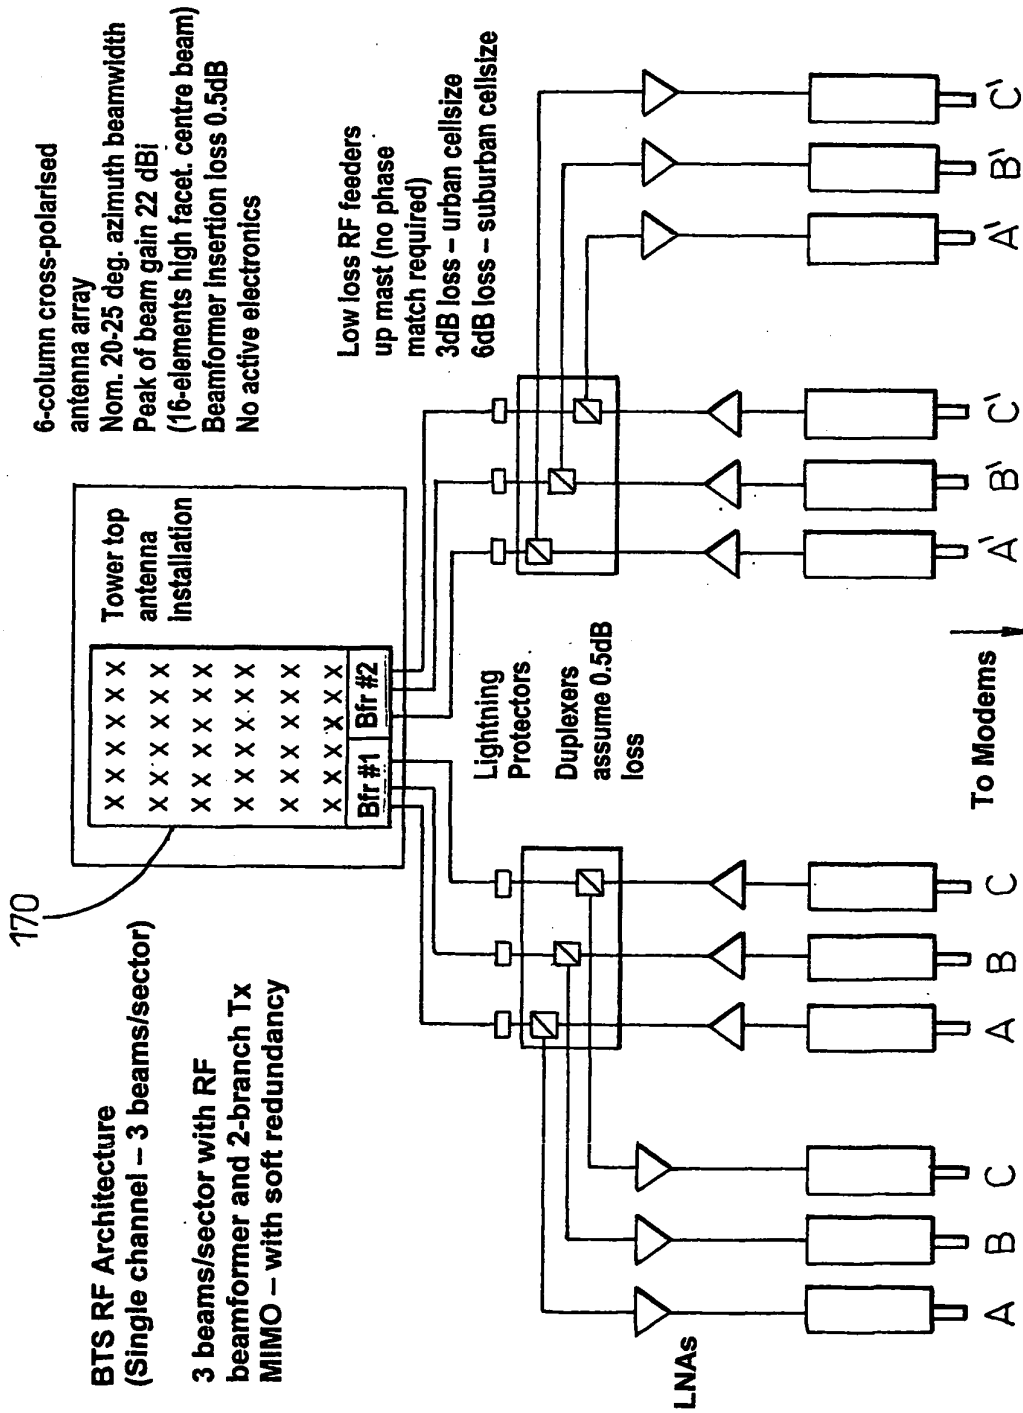 170
BTS RF Architecture
(Single channel – 3 beams/sector)
3 beams/sector with RF
beamformer and 2-branch Tx
MIMO – with soft redundancy
X X X X X X
X X X X X X
X X X X X X
X X X X X X
X X X X X X
X X X X X X
Bfr #1 Bfr #2
Tower top
antenna
installation
6-column cross-polarised
antenna array
Nom. 20-25 deg. azimuth beamwidth
Peak of beam gain 22 dBi
(16-elements high facet. centre beam)
Beamformer insertion loss 0.5dB
No active electronics
Low loss RF feeders
up mast (no phase
match required)
3dB loss – urban cellsize
6dB loss – suburban cellsize
Lightning
Protectors
Duplexers
assume 0.5dB
loss
LNAs
To Modems
A B C A B C A' B' C' A' B' C'